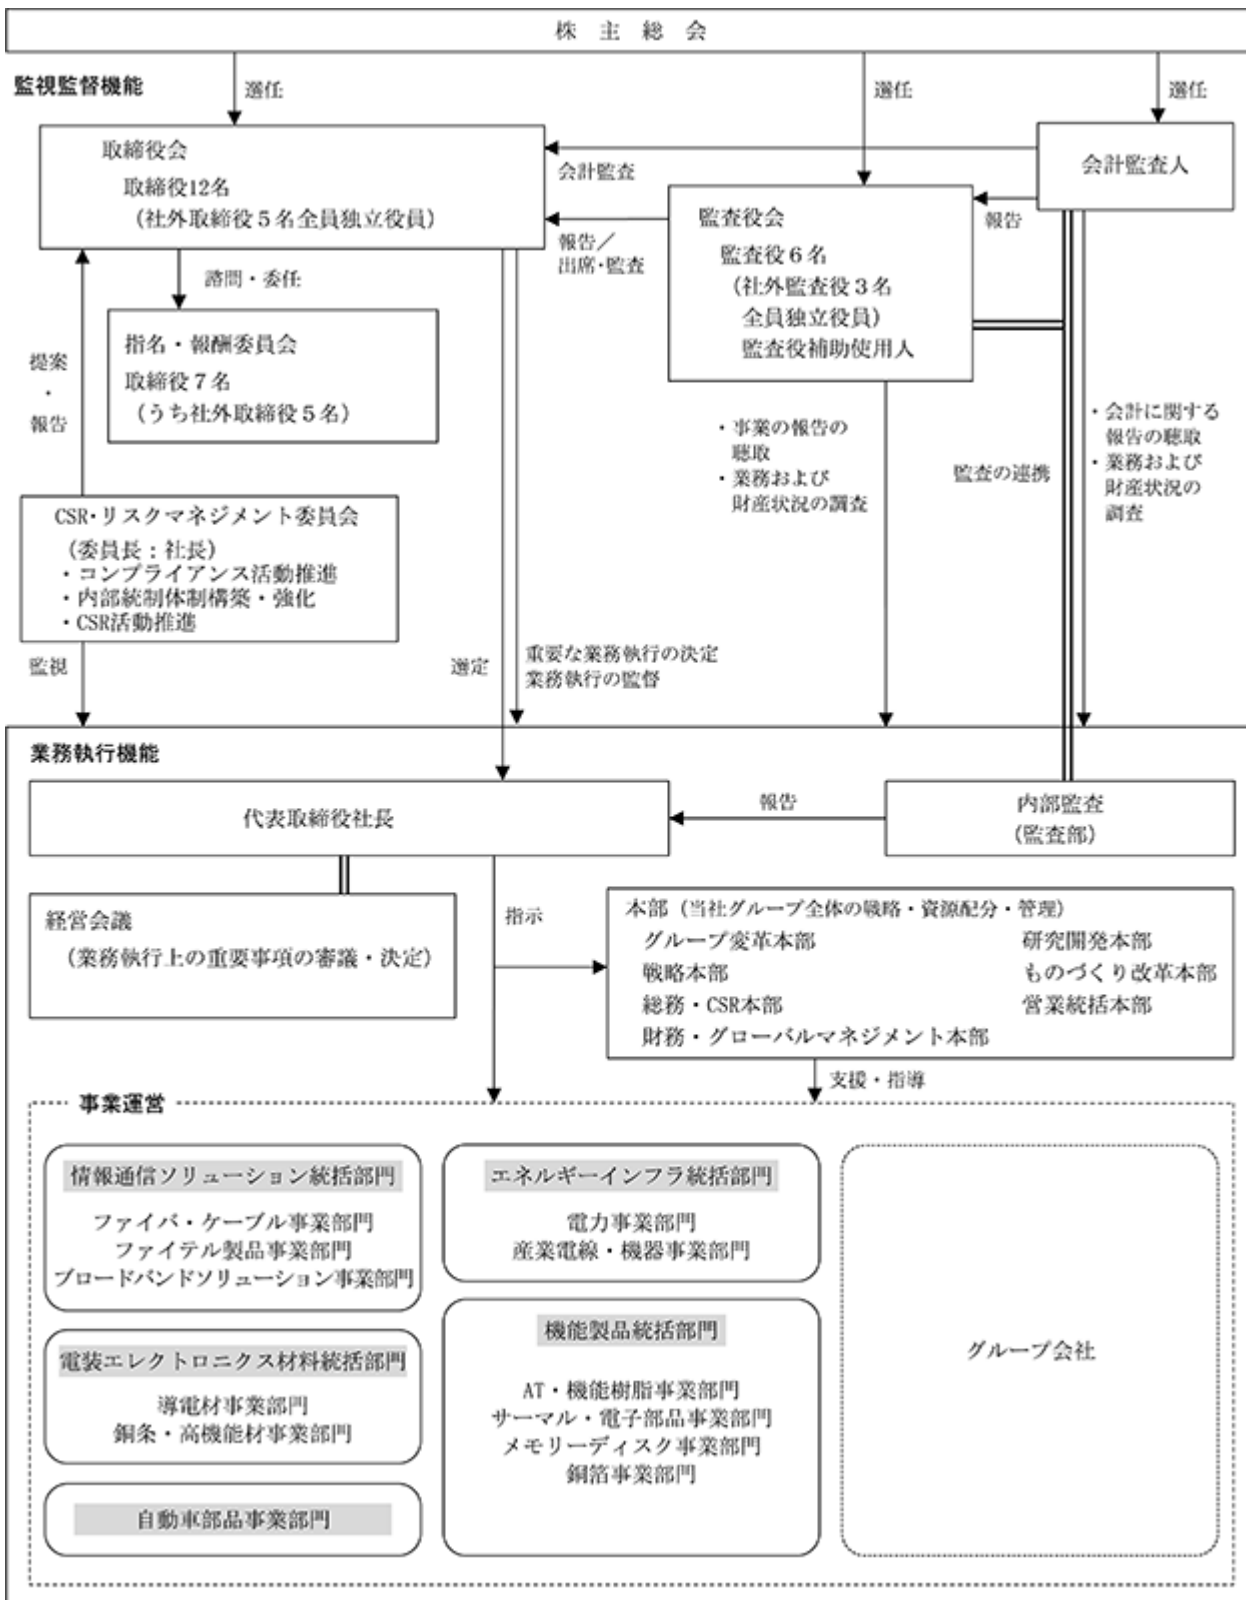 株 主 総 会
監視監督機能
選任
選任
選任
取締役会
取締役12名
(社外取締役５名全員独立役員)
会計監査
会計監査人
報告
監査役会
監査役６名
(社外監査役３名
全員独立役員)
監査役補助使用人
報告／
出席・監査
諮問・委任
指名・報酬委員会
取締役７名
(うち社外取締役５名)
提案
・
報告
・事業の報告の
聴取
・業務および
財産状況の調査
監査の連携
・会計に関する
報告の聴取
・業務および
財産状況の
調査
CSR・リスクマネジメント委員会
(委員長：社長)
・コンプライアンス活動推進
・内部統制体制構築・強化
・CSR活動推進
監視
選定
重要な業務執行の決定
業務執行の監督
業務執行機能
代表取締役社長
報告
内部監査
(監査部)
経営会議
(業務執行上の重要事項の審議・決定)
指示
本部 (当社グループ全体の戦略・資源配分・管理)
グループ変革本部
研究開発本部
戦略本部
ものづくり改革本部
総務・CSR本部
営業統括本部
財務・グローバルマネジメント本部
支援・指導
事業運営
情報通信ソリューション統括部門
ファイバ・ケーブル事業部門
ファイテル製品事業部門
ブロードバンドソリューション事業部門
エネルギーインフラ統括部門
電力事業部門
産業電線・機器事業部門
電装エレクトロニクス材料統括部門
導電材事業部門
銅条・高機能材事業部門
機能製品統括部門
AT・機能樹脂事業部門
サーマル・電子部品事業部門
メモリーディスク事業部門
銅箔事業部門
自動車部品事業部門
グループ会社